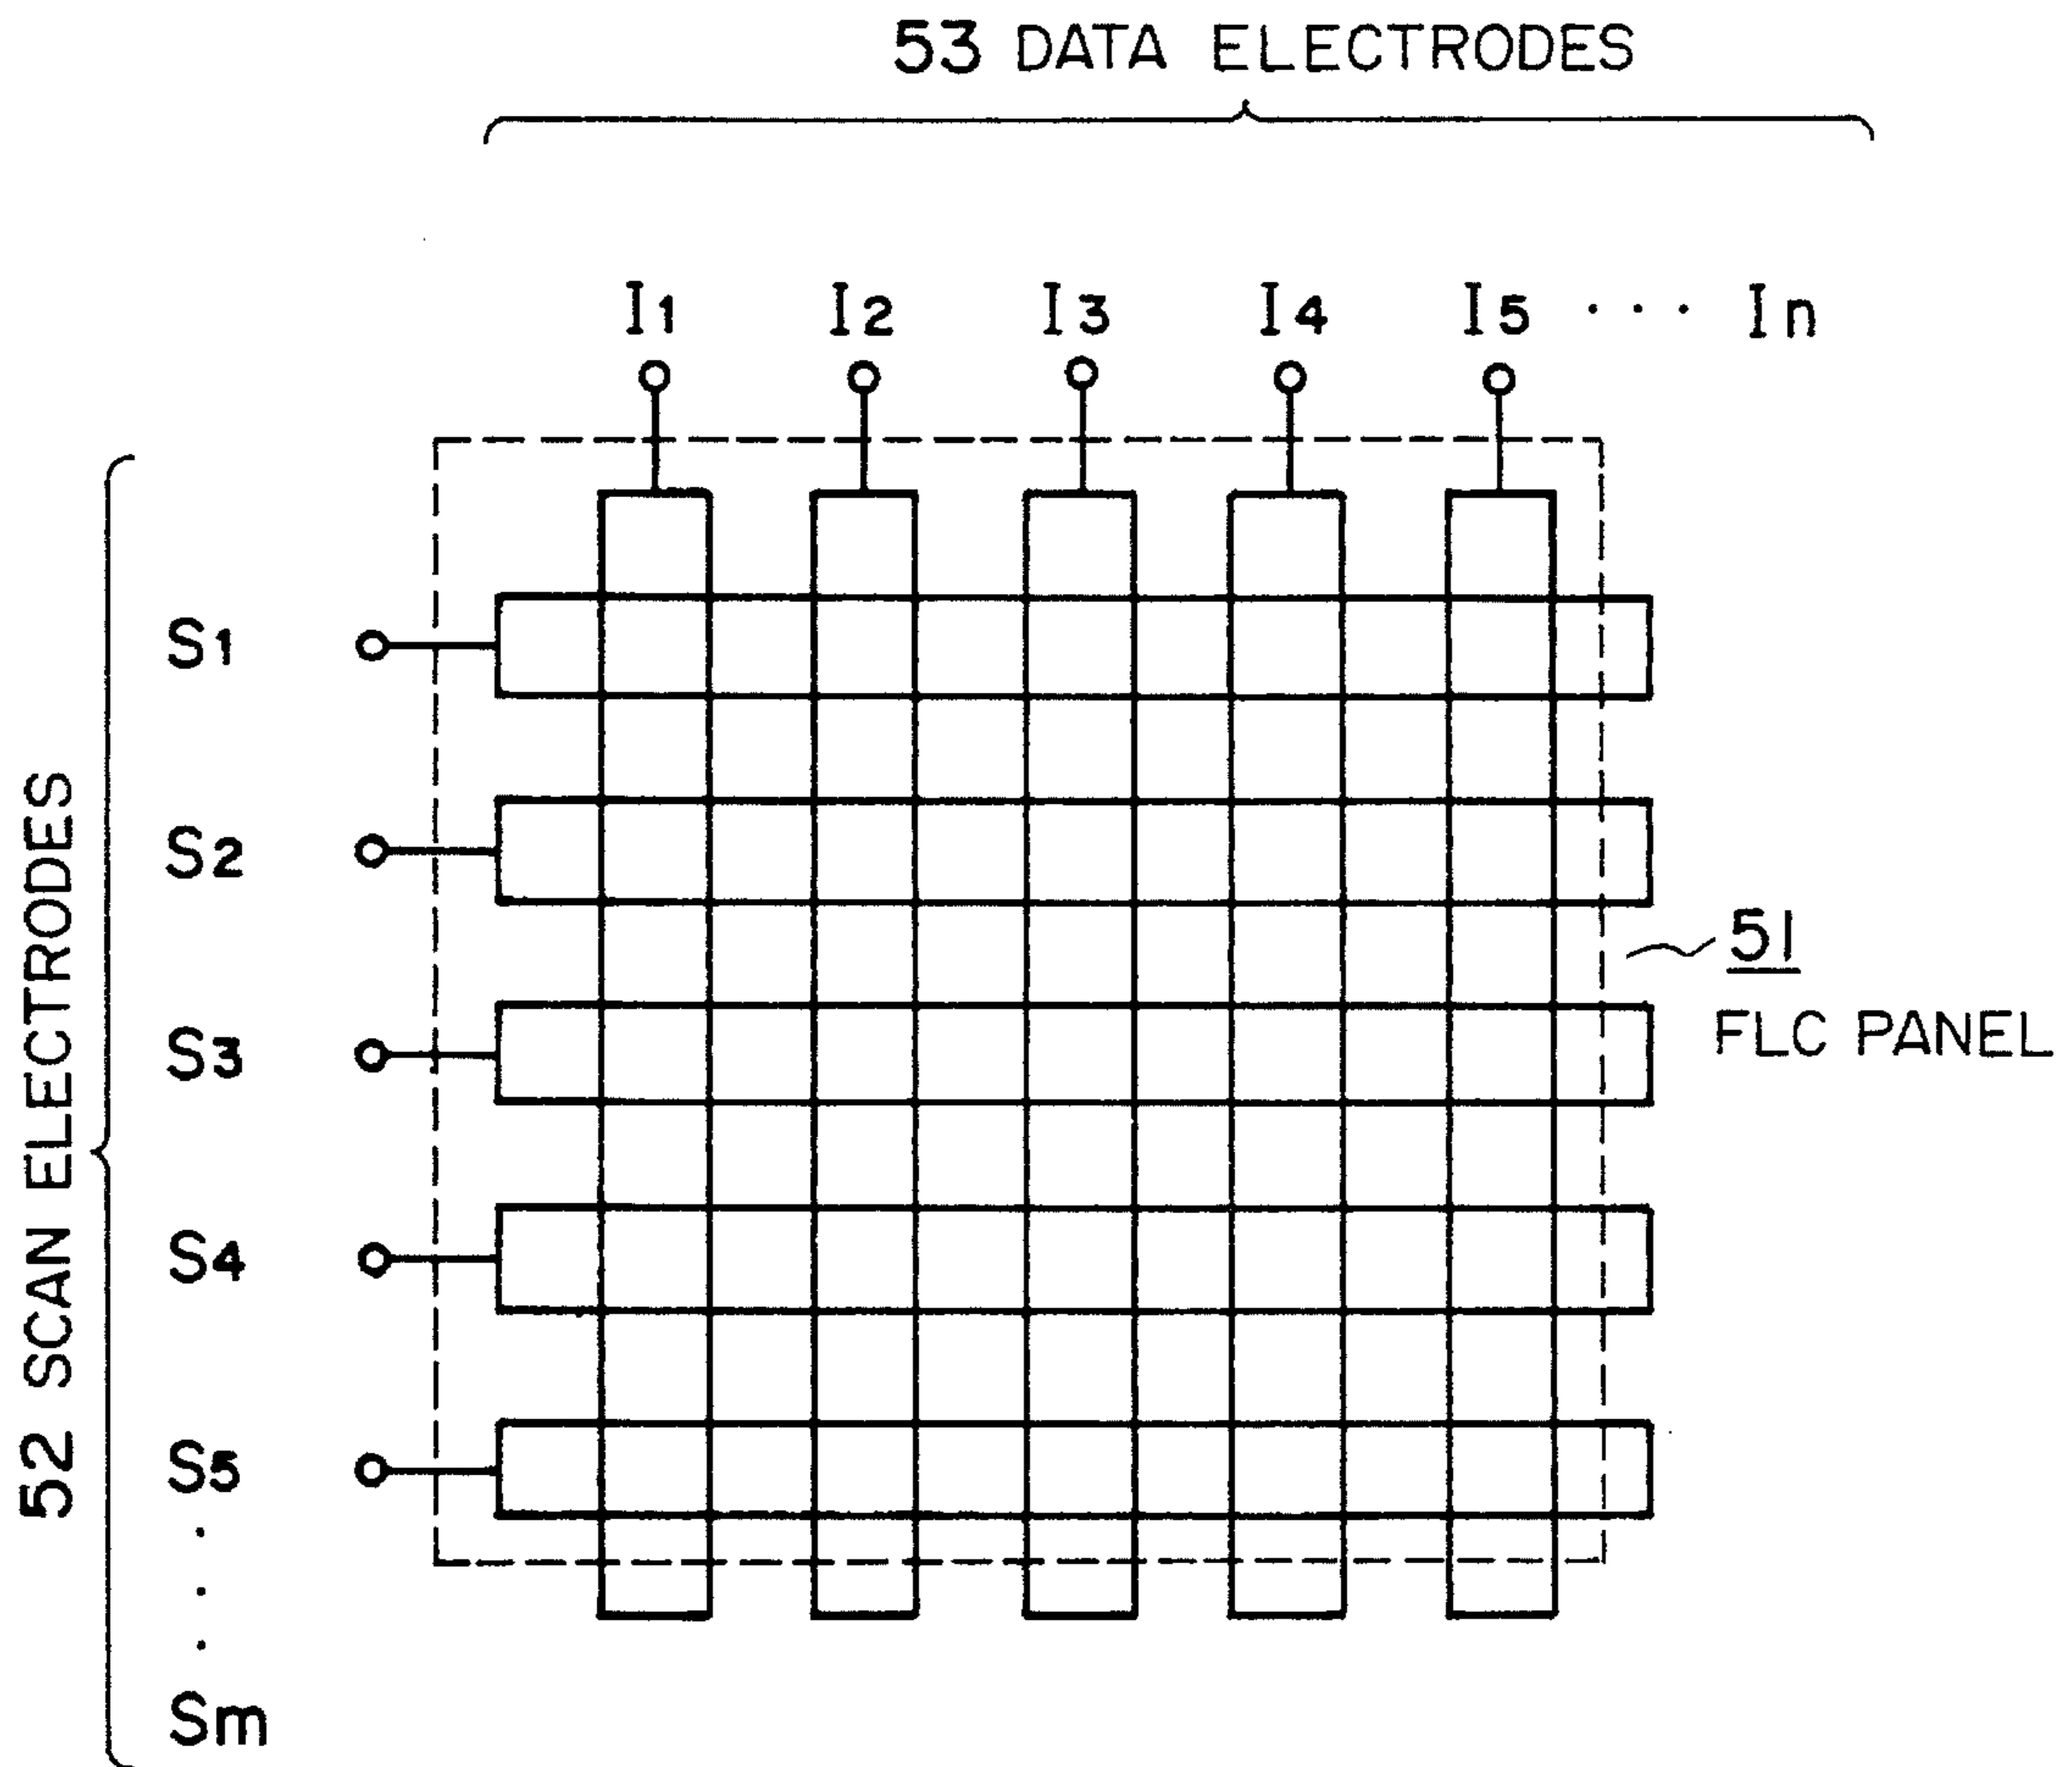 53 DATA ELECTRODES
I1 I2 I3 I4 I5 · · · In
52 SCAN ELECTRODES
S1
S2
S3
S4
S5
·
·
·
Sm
51
FLC PANEL